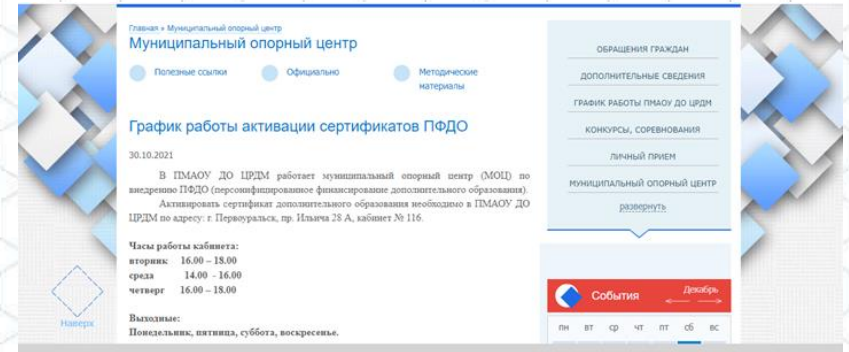 Главная » Муниципальный опорный центр
Муниципальный опорный центр
Полезные ссылки
Официально
Методические
материалы
График работы активации сертификатов ПФДО
30.10.2021
В ПМАОУ ДО ЦРДМ работает муниципальный опорный центр (МОЦ) по
внедрению ПФДО (персонифицированное финансирование дополнительного образования).
Активировать сертификат дополнительного образования необходимо в ПМАОУ ДО
ЦРДМ по адресу: г. Первоуральск, пр. Ильича 28 А, кабинет № 116.
Часы работы кабинета:
вторник 16.00 – 18.00
среда 14.00 - 16.00
четверг 16.00 – 18.00
Выходные:
Понедельник, пятница, суббота, воскресенье.
Наверх
ОБРАЩЕНИЯ ГРАЖДАН
ДОПОЛНИТЕЛЬНЫЕ СВЕДЕНИЯ
ГРАФИК РАБОТЫ ПМАОУ ДО ЦРДМ
КОНКУРСЫ, СОРЕВНОВАНИЯ
ЛИЧНЫЙ ПРИЕМ
МУНИЦИПАЛЬНЫЙ ОПОРНЫЙ ЦЕНТР
развернуть
События
Декабрь
пн вт ср чт пт сб вс